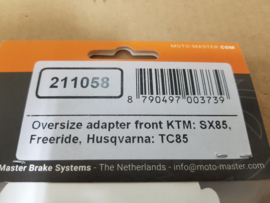 MOTO-MASTER.COM
211058
8 790497 003739
Oversize adapter front KTM: SX85,
Freeride, Husqvarna: TC85
Master Brake Systems - The Netherlands - info@moto-master.com